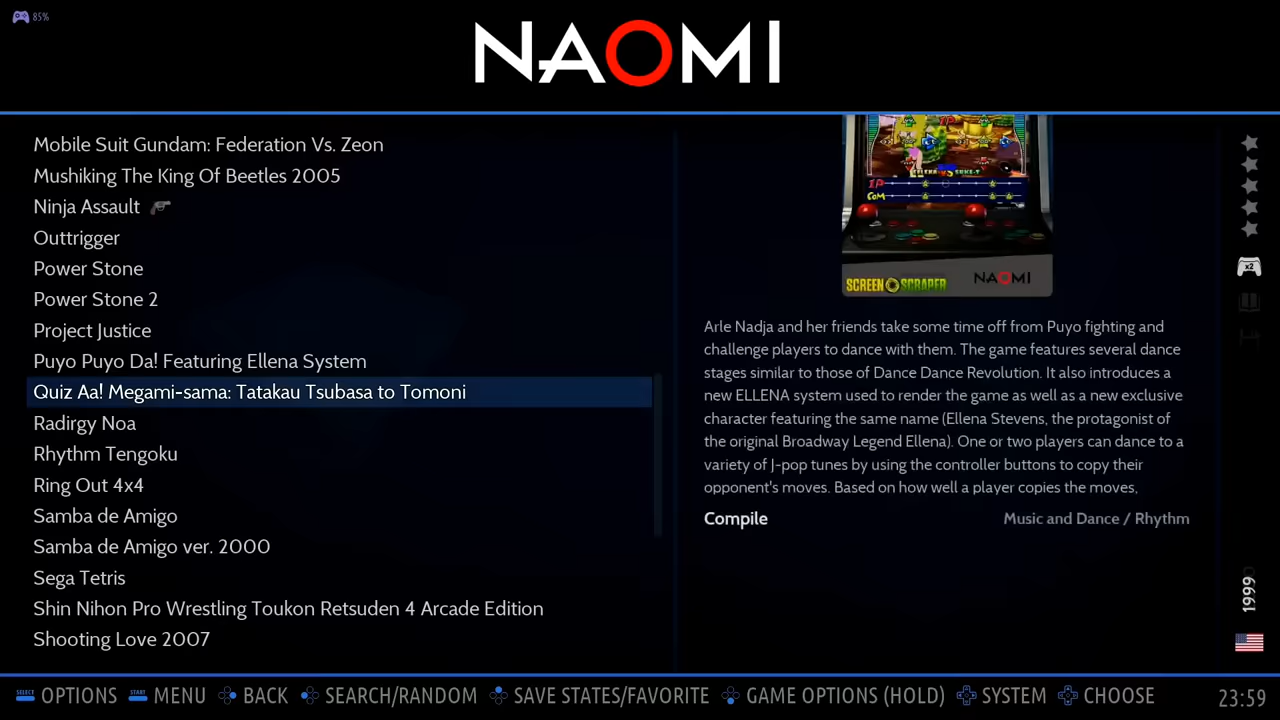 85%
NAOMI
Mobile Suit Gundam: Federation Vs. Zeon
Mushiking The King Of Beetles 2005
Ninja Assault
Outtrigger
Power Stone
Power Stone 2
Project Justice
Puyo Puyo Da! Featuring Ellena System
Quiz Aa! Megami-sama: Tatakau Tsubasa to Tomoni
Radirgy Noa
Rhythm Tengoku
Ring Out 4x4
Samba de Amigo
Samba de Amigo ver. 2000
Sega Tetris
Shin Nihon Pro Wrestling Toukon Retsuden 4 Arcade Edition
Shooting Love 2007
1P
COM
SCREEN SCRAPER
NAOMI
Arle Nadja and her friends take some time off from Puyo fighting and
challenge players to dance with them. The game features several dance
stages similar to those of Dance Dance Revolution. It also introduces a
new ELLENA system used to render the game as well as a new exclusive
character featuring the same name (Ellena Stevens, the protagonist of
the original Broadway Legend Ellena). One or two players can dance to a
variety of J-pop tunes by using the controller buttons to copy their
opponent's moves. Based on how well a player copies the moves,
Compile
Music and Dance / Rhythm
x2
1999
SELECT OPTIONS START MENU BACK SEARCH/RANDOM SAVE STATES/FAVORITE GAME OPTIONS (HOLD) SYSTEM CHOOSE 23:59